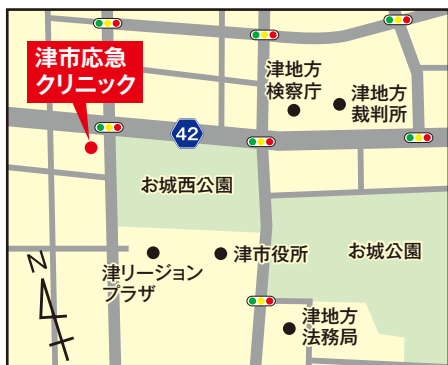 津市応急
クリニック
津地方
検察庁
津地方
裁判所
42
お城西公園
津市役所
お城公園
津リージョン
プラザ
N
津地方
法務局